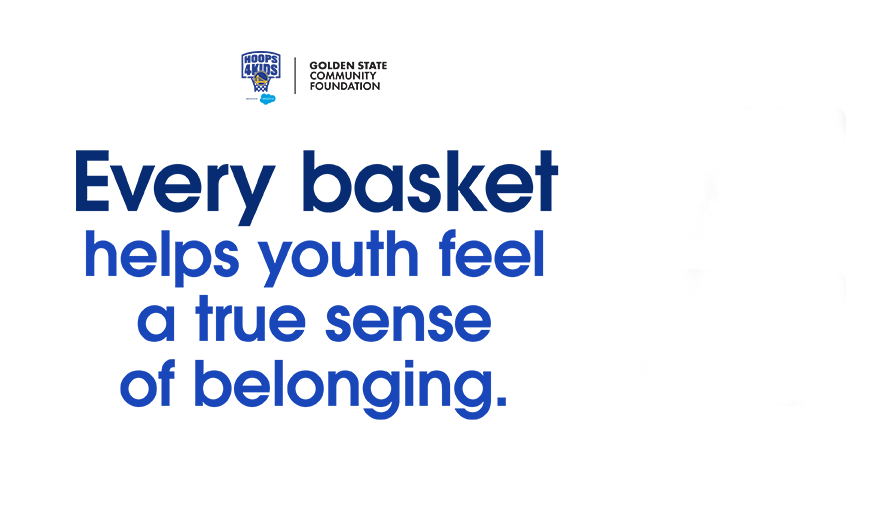 HOOPS
4KIDS
GOLDEN STATE
COMMUNITY
FOUNDATION
Every basket
helps youth feel
a true sense
of belonging.